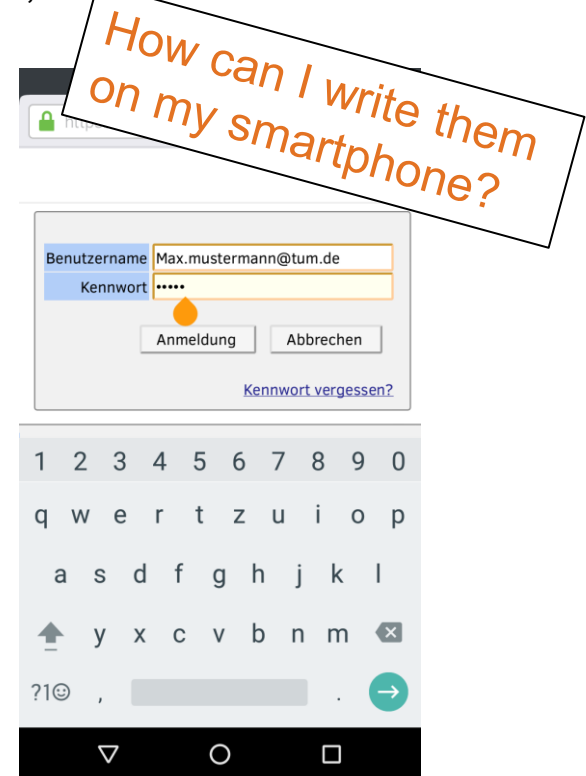 How can I write them
on my smartphone?
Benutzername Max.mustermann@tum.de
Kennwort •••••
Anmeldung Abbrechen
Kennwort vergessen?
1 2 3 4 5 6 7 8 9 0
q w e r t z u i o p
a s d f g h j k l
y x c v b n m
?1☺ , .